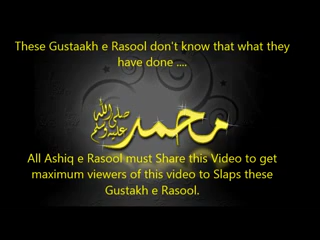 These Gustaakh e Rasool don't know that what they
have done ....
محمد صلى الله عليه وسلم
All Ashiq e Rasool must Share this Video to get
maximum viewers of this video to Slaps these
Gustakh e Rasool.